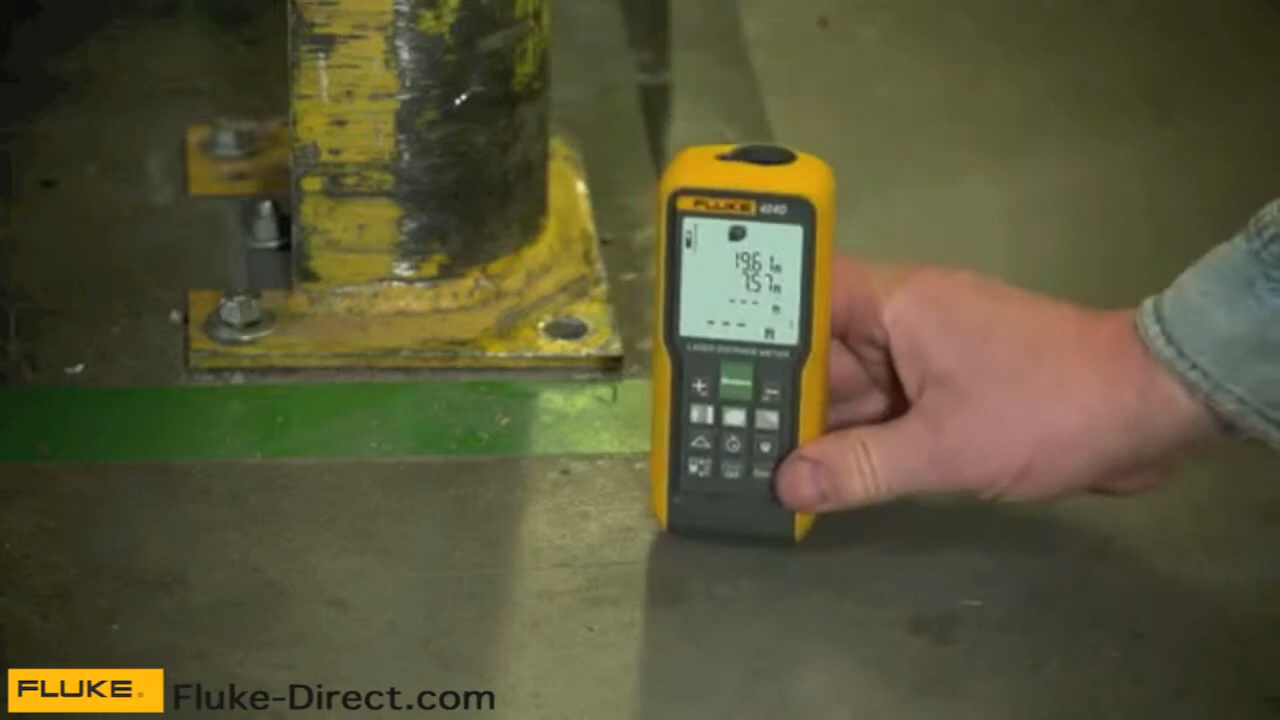 FLUKE 424D
19.61m
7.57m
--- m
--- m
LASER DISTANCE METER
FLUKE®
Fluke-Direct.com